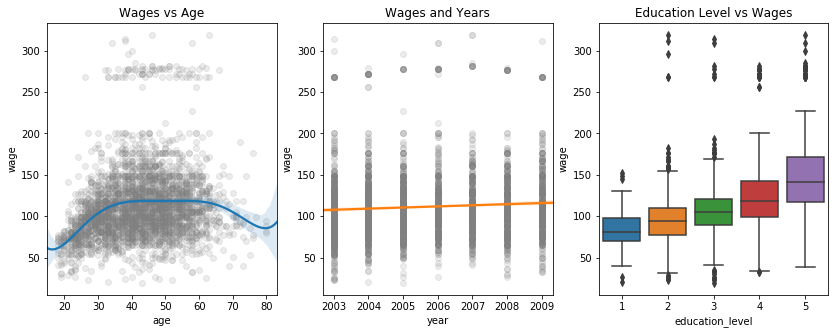 Wages vs Age
300
250
200
150
100
50
wage
20 30 40 50 60 70 80
age
Wages and Years
300
250
200
150
100
50
wage
2003 2004 2005 2006 2007 2008 2009
year
Education Level vs Wages
300
250
200
150
100
50
wage
1 2 3 4 5
education_level